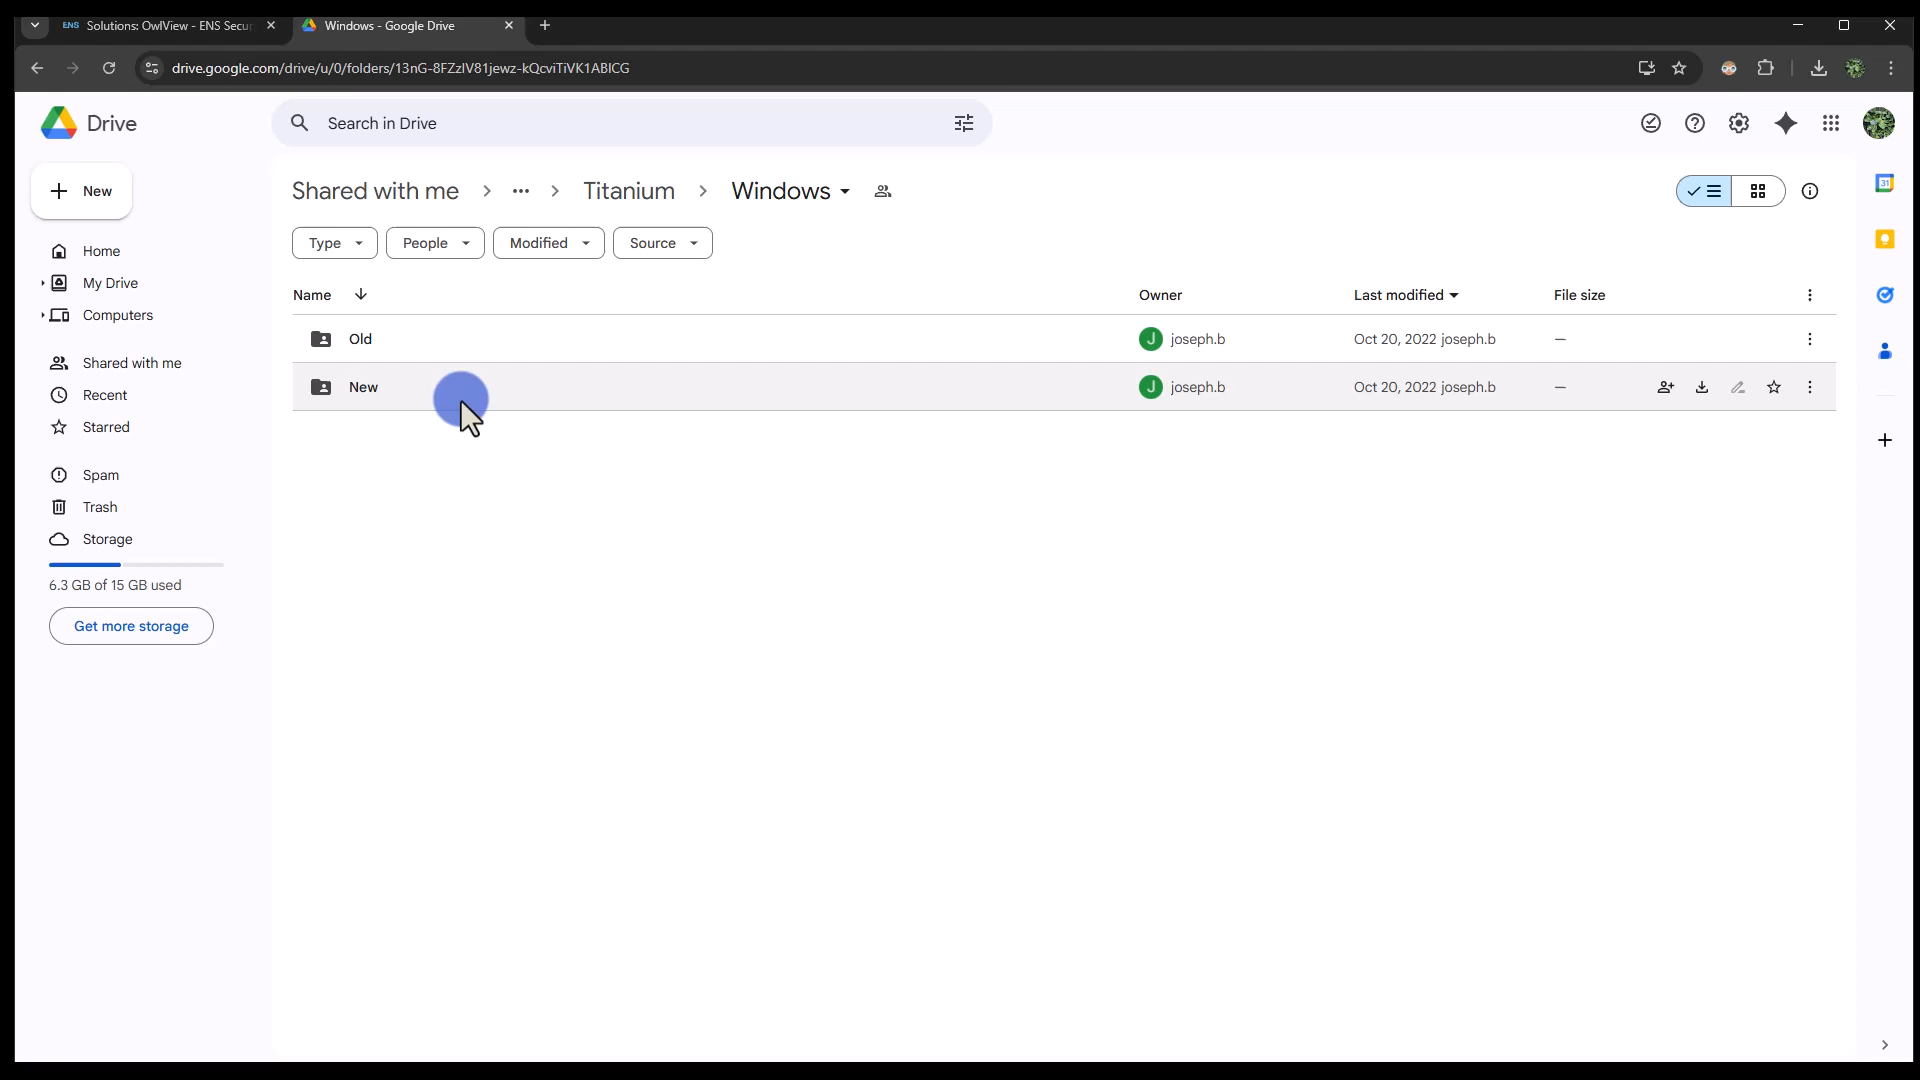 ENS Solutions: OwlView - ENS Secu
Windows - Google Drive
drive.google.com/drive/u/0/folders/13nG-8FZzIV81jewz-kQcviTiVK1ABICG
Drive
Search in Drive
New
Home
My Drive
Computers
Shared with me
Recent
Starred
Spam
Trash
Storage
6.3 GB of 15 GB used
Get more storage
Shared with me > ... > Titanium > Windows
Type People Modified Source
Name Owner Last modified File size
Old J joseph.b Oct 20, 2022 joseph.b —
New J joseph.b Oct 20, 2022 joseph.b —
31